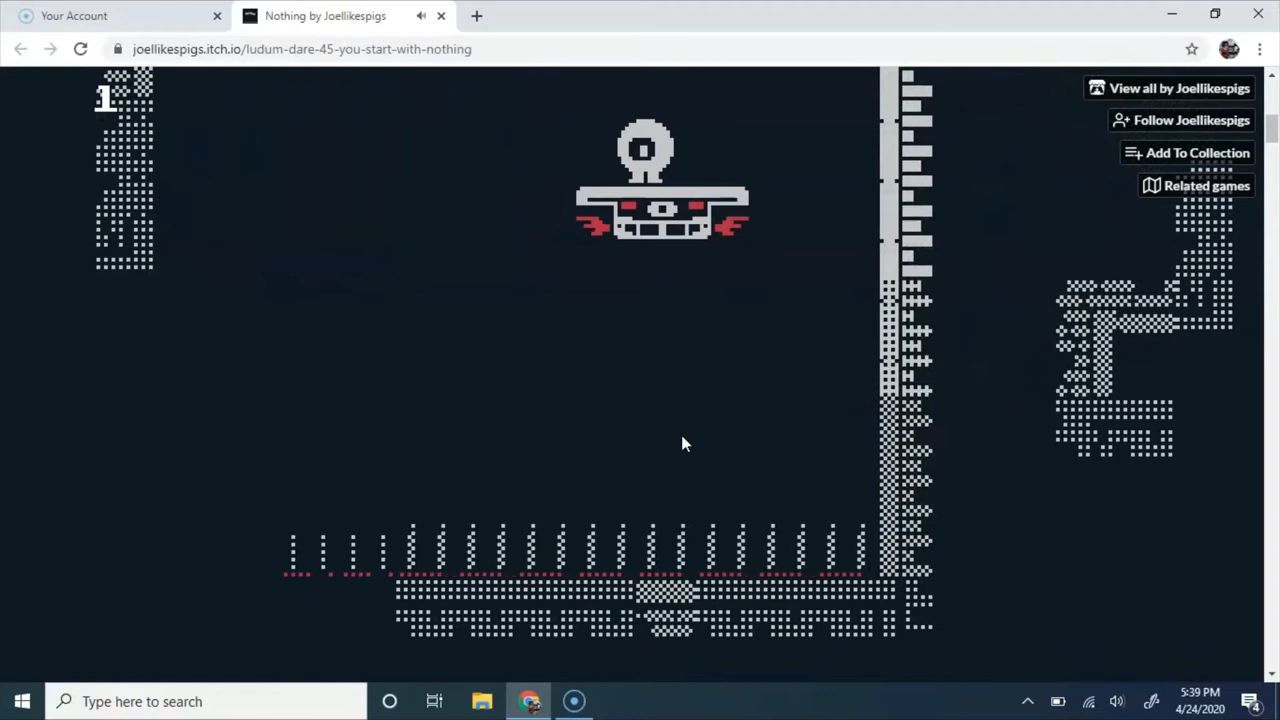 Your Account
Nothing by Joellikespigs
joellikespigs.itch.io/ludum-dare-45-you-start-with-nothing
1
View all by Joellikespigs
Follow Joellikespigs
Add To Collection
Related games
Type here to search
5:39 PM
4/24/2020
4